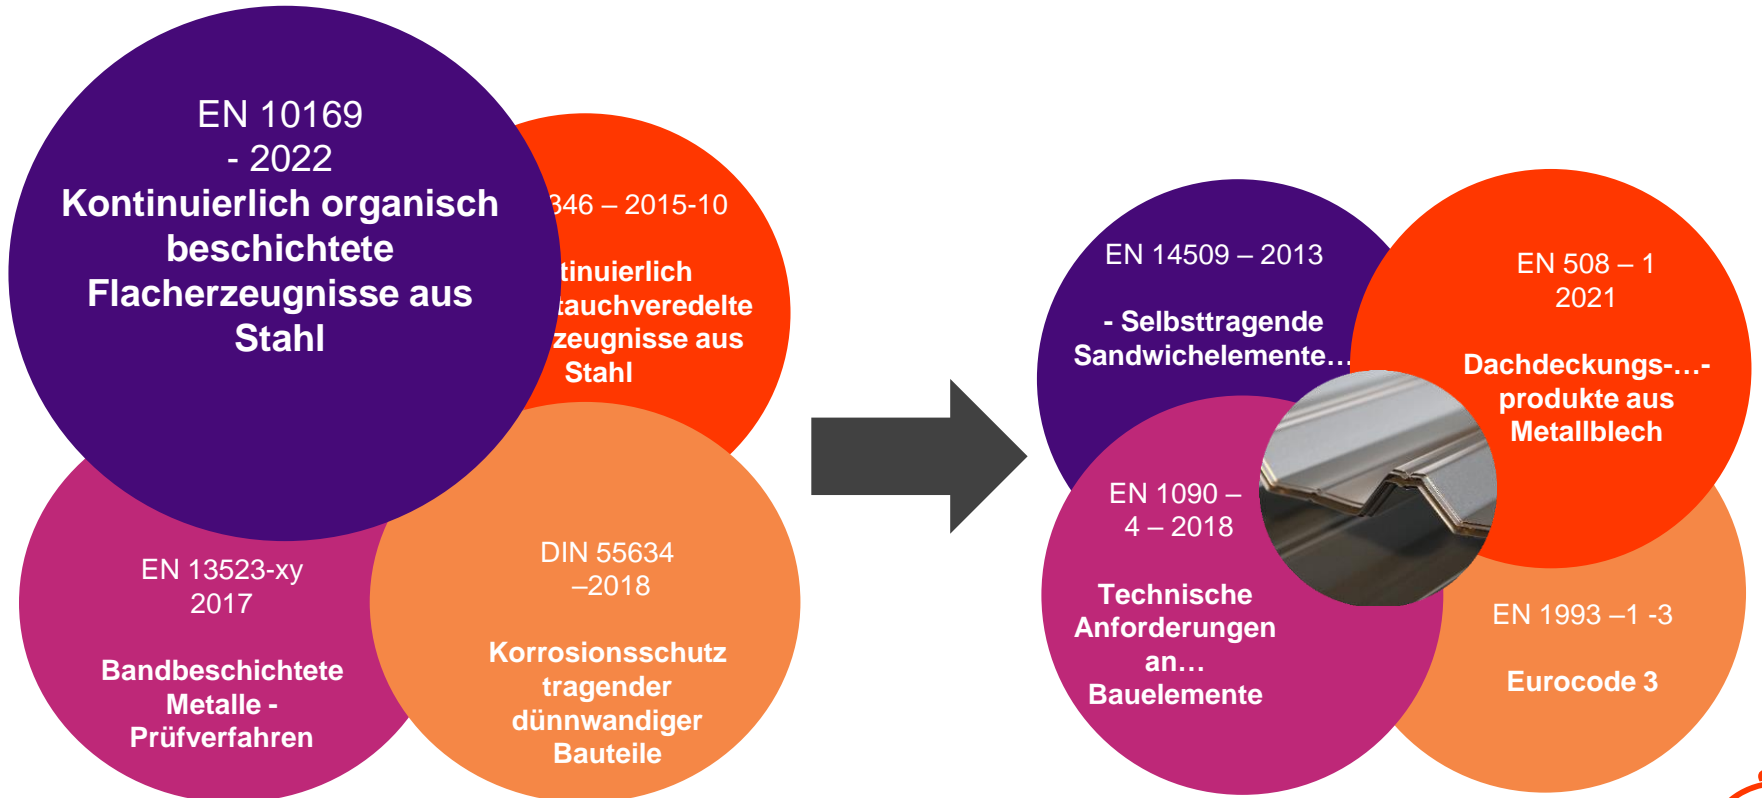 EN 10169
- 2022
Kontinuierlich organisch
beschichtete
Flacherzeugnisse aus
Stahl
346 – 2015-10
tinuierlich
tauchveredelte
zeugnisse aus
Stahl
EN 13523-xy
2017
Bandbeschichtete
Metalle -
Prüfverfahren
DIN 55634
–2018
Korrosionsschutz
tragender
dünnwandiger
Bauteile
EN 14509 – 2013
- Selbsttragende
Sandwichelemente…
EN 508 – 1
2021
Dachdeckungs-…-
produkte aus
Metallblech
EN 1090 –
4 – 2018
Technische
Anforderungen
an…
Bauelemente
EN 1993 –1 -3
Eurocode 3